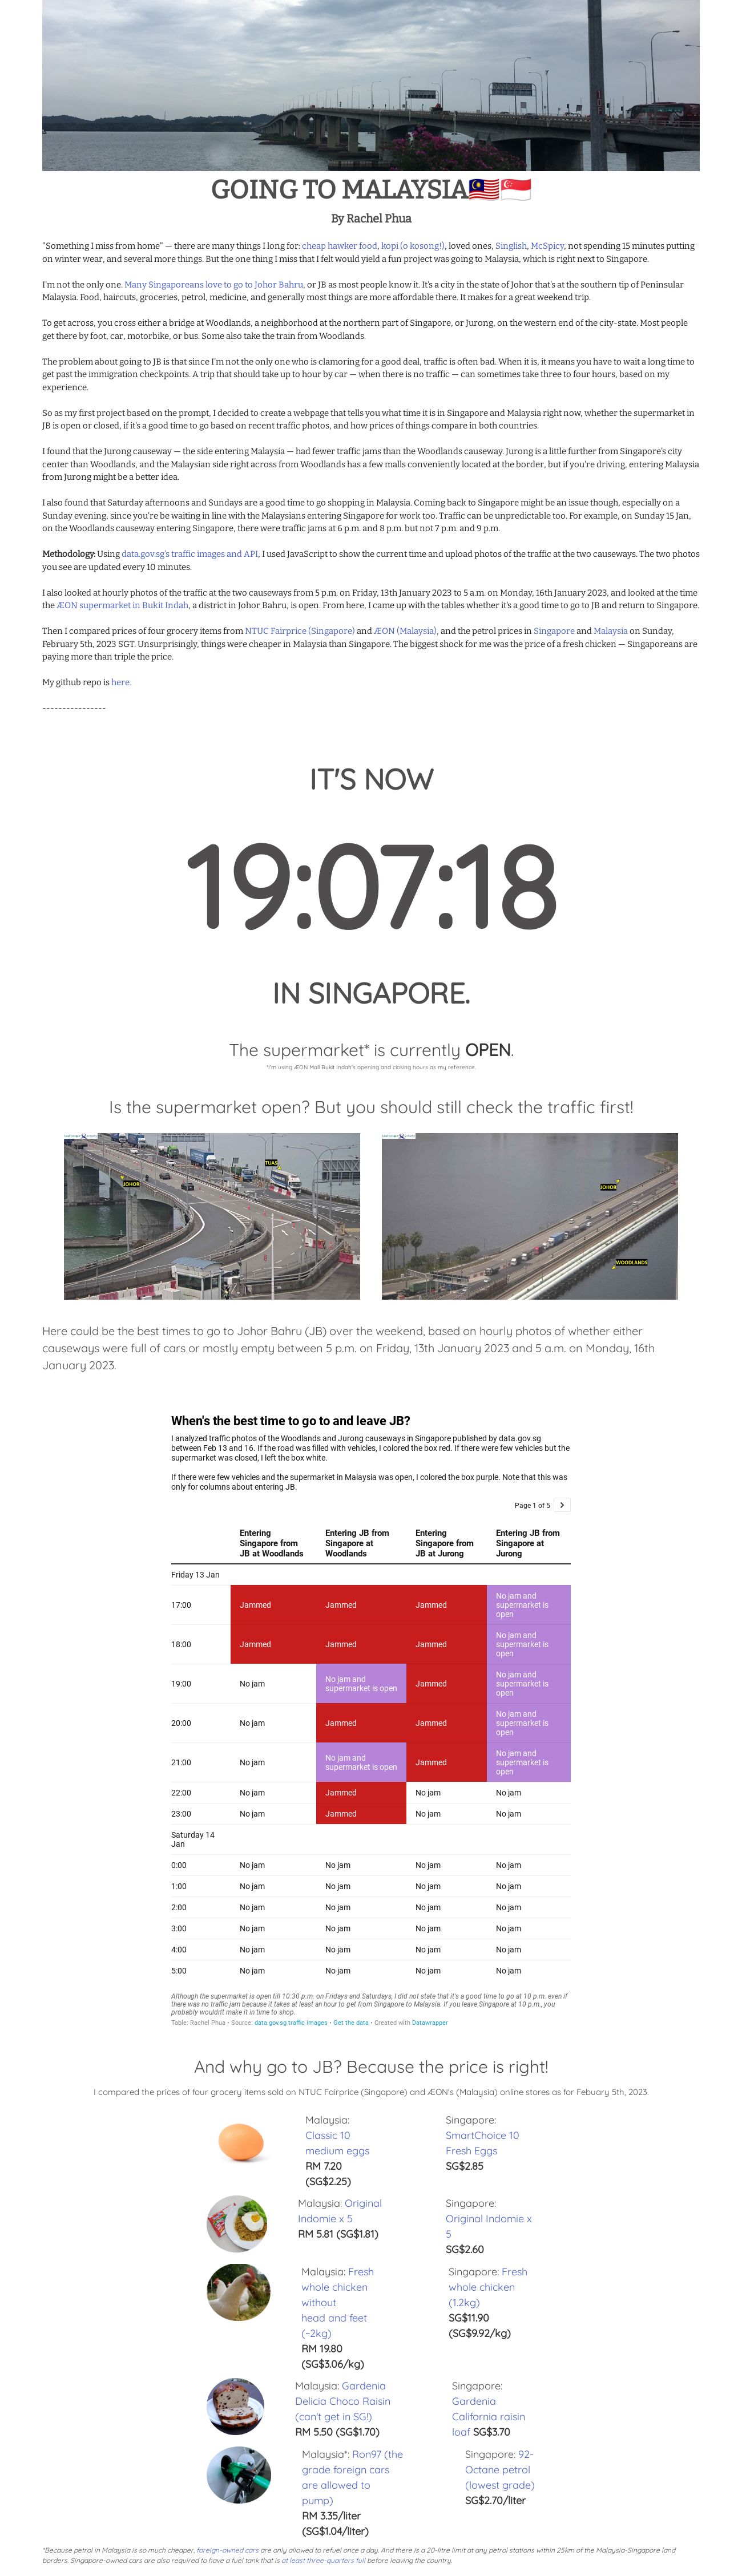 GOING TO MALAYSIA🇲🇾🇸🇬
By Rachel Phua
"Something I miss from home" — there are many things I long for: cheap hawker food, kopi (o kosong!), loved ones, Singlish, McSpicy, not spending 15 minutes putting
on winter wear, and several more things. But the one thing I miss that I felt would yield a fun project was going to Malaysia, which is right next to Singapore.
I'm not the only one. Many Singaporeans love to go to Johor Bahru, or JB as most people know it. It's a city in the state of Johor that's at the southern tip of Peninsular
Malaysia. Food, haircuts, groceries, petrol, medicine, and generally most things are more affordable there. It makes for a great weekend trip.
To get across, you cross either a bridge at Woodlands, a neighborhood at the northern part of Singapore, or Jurong, on the western end of the city-state. Most people
get there by foot, car, motorbike, or bus. Some also take the train from Woodlands.
The problem about going to JB is that since I'm not the only one who is clamoring for a good deal, traffic is often bad. When it is, it means you have to wait a long time to
get past the immigration checkpoints. A trip that should take up to hour by car — when there is no traffic — can sometimes take three to four hours, based on my
experience.
So as my first project based on the prompt, I decided to create a webpage that tells you what time it is in Singapore and Malaysia right now, whether the supermarket in
JB is open or closed, if it's a good time to go based on recent traffic photos, and how prices of things compare in both countries.
I found that the Jurong causeway — the side entering Malaysia — had fewer traffic jams than the Woodlands causeway. Jurong is a little further from Singapore's city
center than Woodlands, and the Malaysian side right across from Woodlands has a few malls conveniently located at the border, but if you're driving, entering Malaysia
from Jurong might be a better idea.
I also found that Saturday afternoons and Sundays are a good time to go shopping in Malaysia. Coming back to Singapore might be an issue though, especially on a
Sunday evening, since you're be waiting in line with the Malaysians entering Singapore for work too. Traffic can be unpredictable too. For example, on Sunday 15 Jan,
on the Woodlands causeway entering Singapore, there were traffic jams at 6 p.m. and 8 p.m. but not 7 p.m. and 9 p.m.
Methodology: Using data.gov.sg's traffic images and API, I used JavaScript to show the current time and upload photos of the traffic at the two causeways. The two photos
you see are updated every 10 minutes.
I also looked at hourly photos of the traffic at the two causeways from 5 p.m. on Friday, 13th January 2023 to 5 a.m. on Monday, 16th January 2023, and looked at the time
the ÆON supermarket in Bukit Indah, a district in Johor Bahru, is open. From here, I came up with the tables whether it's a good time to go to JB and return to Singapore.
Then I compared prices of four grocery items from NTUC Fairprice (Singapore) and ÆON (Malaysia), and the petrol prices in Singapore and Malaysia on Sunday,
February 5th, 2023 SGT. Unsurprisingly, things were cheaper in Malaysia than Singapore. The biggest shock for me was the price of a fresh chicken — Singaporeans are
paying more than triple the price.
My github repo is here.
----------------
IT'S NOW
19:07:18
IN SINGAPORE.
The supermarket* is currently OPEN.
*I'm using ÆON Mall Bukit Indah's opening and closing hours as my reference.
Is the supermarket open? But you should still check the traffic first!
JOHOR TUAS
JOHOR
WOODLANDS
Here could be the best times to go to Johor Bahru (JB) over the weekend, based on hourly photos of whether either
causeways were full of cars or mostly empty between 5 p.m. on Friday, 13th January 2023 and 5 a.m. on Monday, 16th
January 2023.
When's the best time to go to and leave JB?
I analyzed traffic photos of the Woodlands and Jurong causeways in Singapore published by data.gov.sg
between Feb 13 and 16. If the road was filled with vehicles, I colored the box red. If there were few vehicles but the
supermarket was closed, I left the box white.
If there were few vehicles and the supermarket in Malaysia was open, I colored the box purple. Note that this was
only for columns about entering JB.
Page 1 of 5
Entering Singapore from JB at Woodlands
Entering JB from Singapore at Woodlands
Entering Singapore from JB at Jurong
Entering JB from Singapore at Jurong
Friday 13 Jan
17:00 Jammed Jammed Jammed No jam and supermarket is open
18:00 Jammed Jammed Jammed No jam and supermarket is open
19:00 No jam No jam and supermarket is open Jammed No jam and supermarket is open
20:00 No jam Jammed Jammed No jam and supermarket is open
21:00 No jam No jam and supermarket is open Jammed No jam and supermarket is open
22:00 No jam Jammed No jam No jam
23:00 No jam Jammed No jam No jam
Saturday 14 Jan
0:00 No jam No jam No jam No jam
1:00 No jam No jam No jam No jam
2:00 No jam No jam No jam No jam
3:00 No jam No jam No jam No jam
4:00 No jam No jam No jam No jam
5:00 No jam No jam No jam No jam
Although the supermarket is open till 10:30 p.m. on Fridays and Saturdays, I did not state that it's a good time to go at 10 p.m. even if
there was no traffic jam because it takes at least an hour to get from Singapore to Malaysia. If you leave Singapore at 10 p.m., you
probably wouldn't make it in time to shop.
Table: Rachel Phua • Source: data.gov.sg traffic images • Get the data • Created with Datawrapper
And why go to JB? Because the price is right!
I compared the prices of four grocery items sold on NTUC Fairprice (Singapore) and ÆON's (Malaysia) online stores as for Febuary 5th, 2023.
Malaysia:
Classic 10
medium eggs
RM 7.20
(SG$2.25)
Singapore:
SmartChoice 10
Fresh Eggs
SG$2.85
Malaysia: Original
Indomie x 5
RM 5.81 (SG$1.81)
Singapore:
Original Indomie x
5
SG$2.60
Malaysia: Fresh
whole chicken
without
head and feet
(~2kg)
RM 19.80
(SG$3.06/kg)
Singapore: Fresh
whole chicken
(1.2kg)
SG$11.90
(SG$9.92/kg)
Malaysia: Gardenia
Delicia Choco Raisin
(can't get in SG!)
RM 5.50 (SG$1.70)
Singapore:
Gardenia
California raisin
loaf SG$3.70
Malaysia*: Ron97 (the
grade foreign cars
are allowed to
pump)
RM 3.35/liter
(SG$1.04/liter)
Singapore: 92-
Octane petrol
(lowest grade)
SG$2.70/liter
*Because petrol in Malaysia is so much cheaper, foreign-owned cars are only allowed to refuel once a day. And there is a 20-litre limit at any petrol stations within 25km of the Malaysia-Singapore land
borders. Singapore-owned cars are also required to have a fuel tank that is at least three-quarters full before leaving the country.